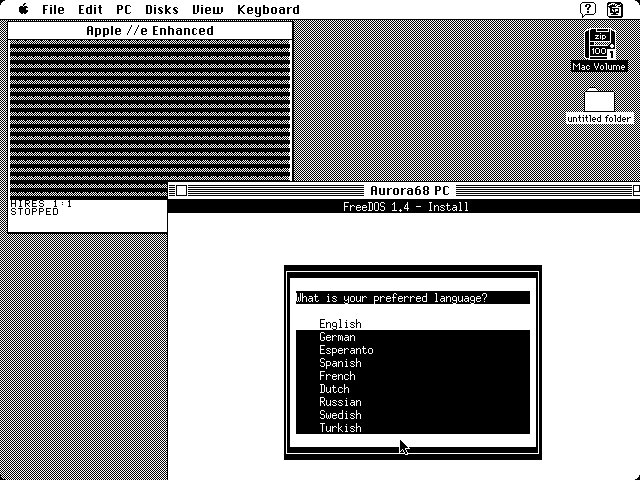 File Edit PC Disks View Keyboard
Apple //e Enhanced
zip
100
1
Mac Volume
untitled folder
HIRES 1:1
STOPPED
Aurora68 PC
FreeDOS 1.4 - Install
What is your preferred language?
English
German
Esperanto
Spanish
French
Dutch
Russian
Swedish
Turkish